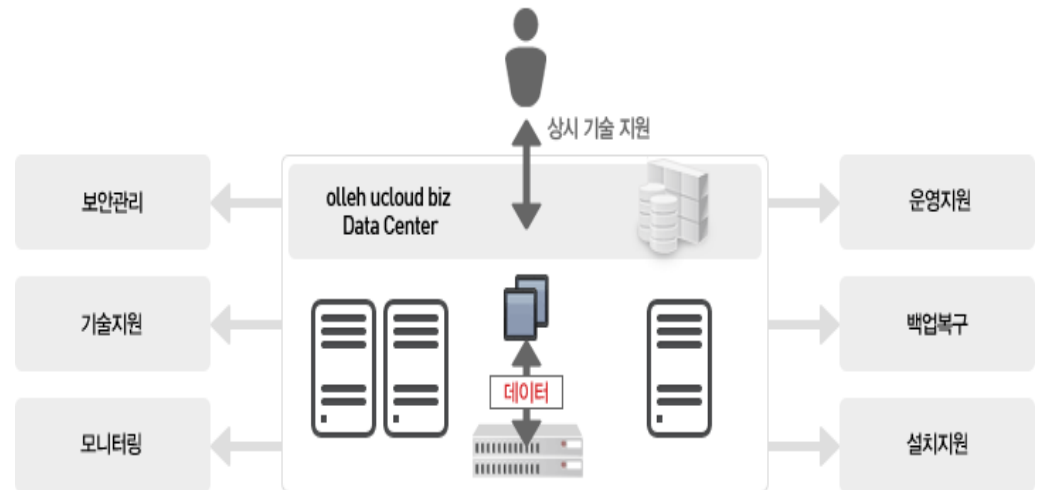 상시 기술 지원
보안관리
olleh ucloud biz
Data Center
운영지원
기술지원
백업복구
데이터
모니터링
설치지원